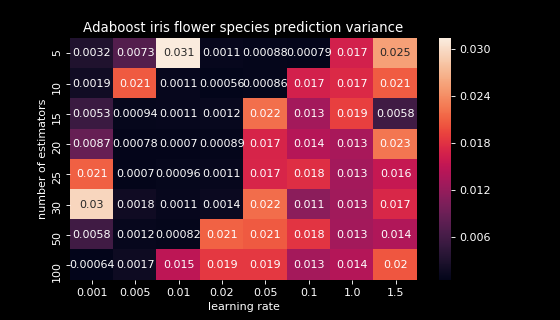 Adaboost iris flower species prediction variance
5 0.0032 0.0073 0.031 0.0011 0.00088 0.00079 0.017 0.025
10 0.0019 0.021 0.0011 0.00056 0.00086 0.017 0.017 0.021
15 0.0053 0.00094 0.0011 0.0012 0.022 0.013 0.019 0.0058
20 0.0087 0.00078 0.0007 0.00089 0.017 0.014 0.013 0.023
25 0.021 0.0007 0.00096 0.0011 0.017 0.018 0.013 0.016
30 0.03 0.0018 0.0011 0.0014 0.022 0.011 0.013 0.017
50 0.0058 0.0012 0.00082 0.021 0.021 0.018 0.013 0.014
100 0.00064 0.0017 0.015 0.019 0.019 0.013 0.014 0.02
0.001 0.005 0.01 0.02 0.05 0.1 1.0 1.5
learning rate
number of estimators
0.030
0.024
0.018
0.012
0.006